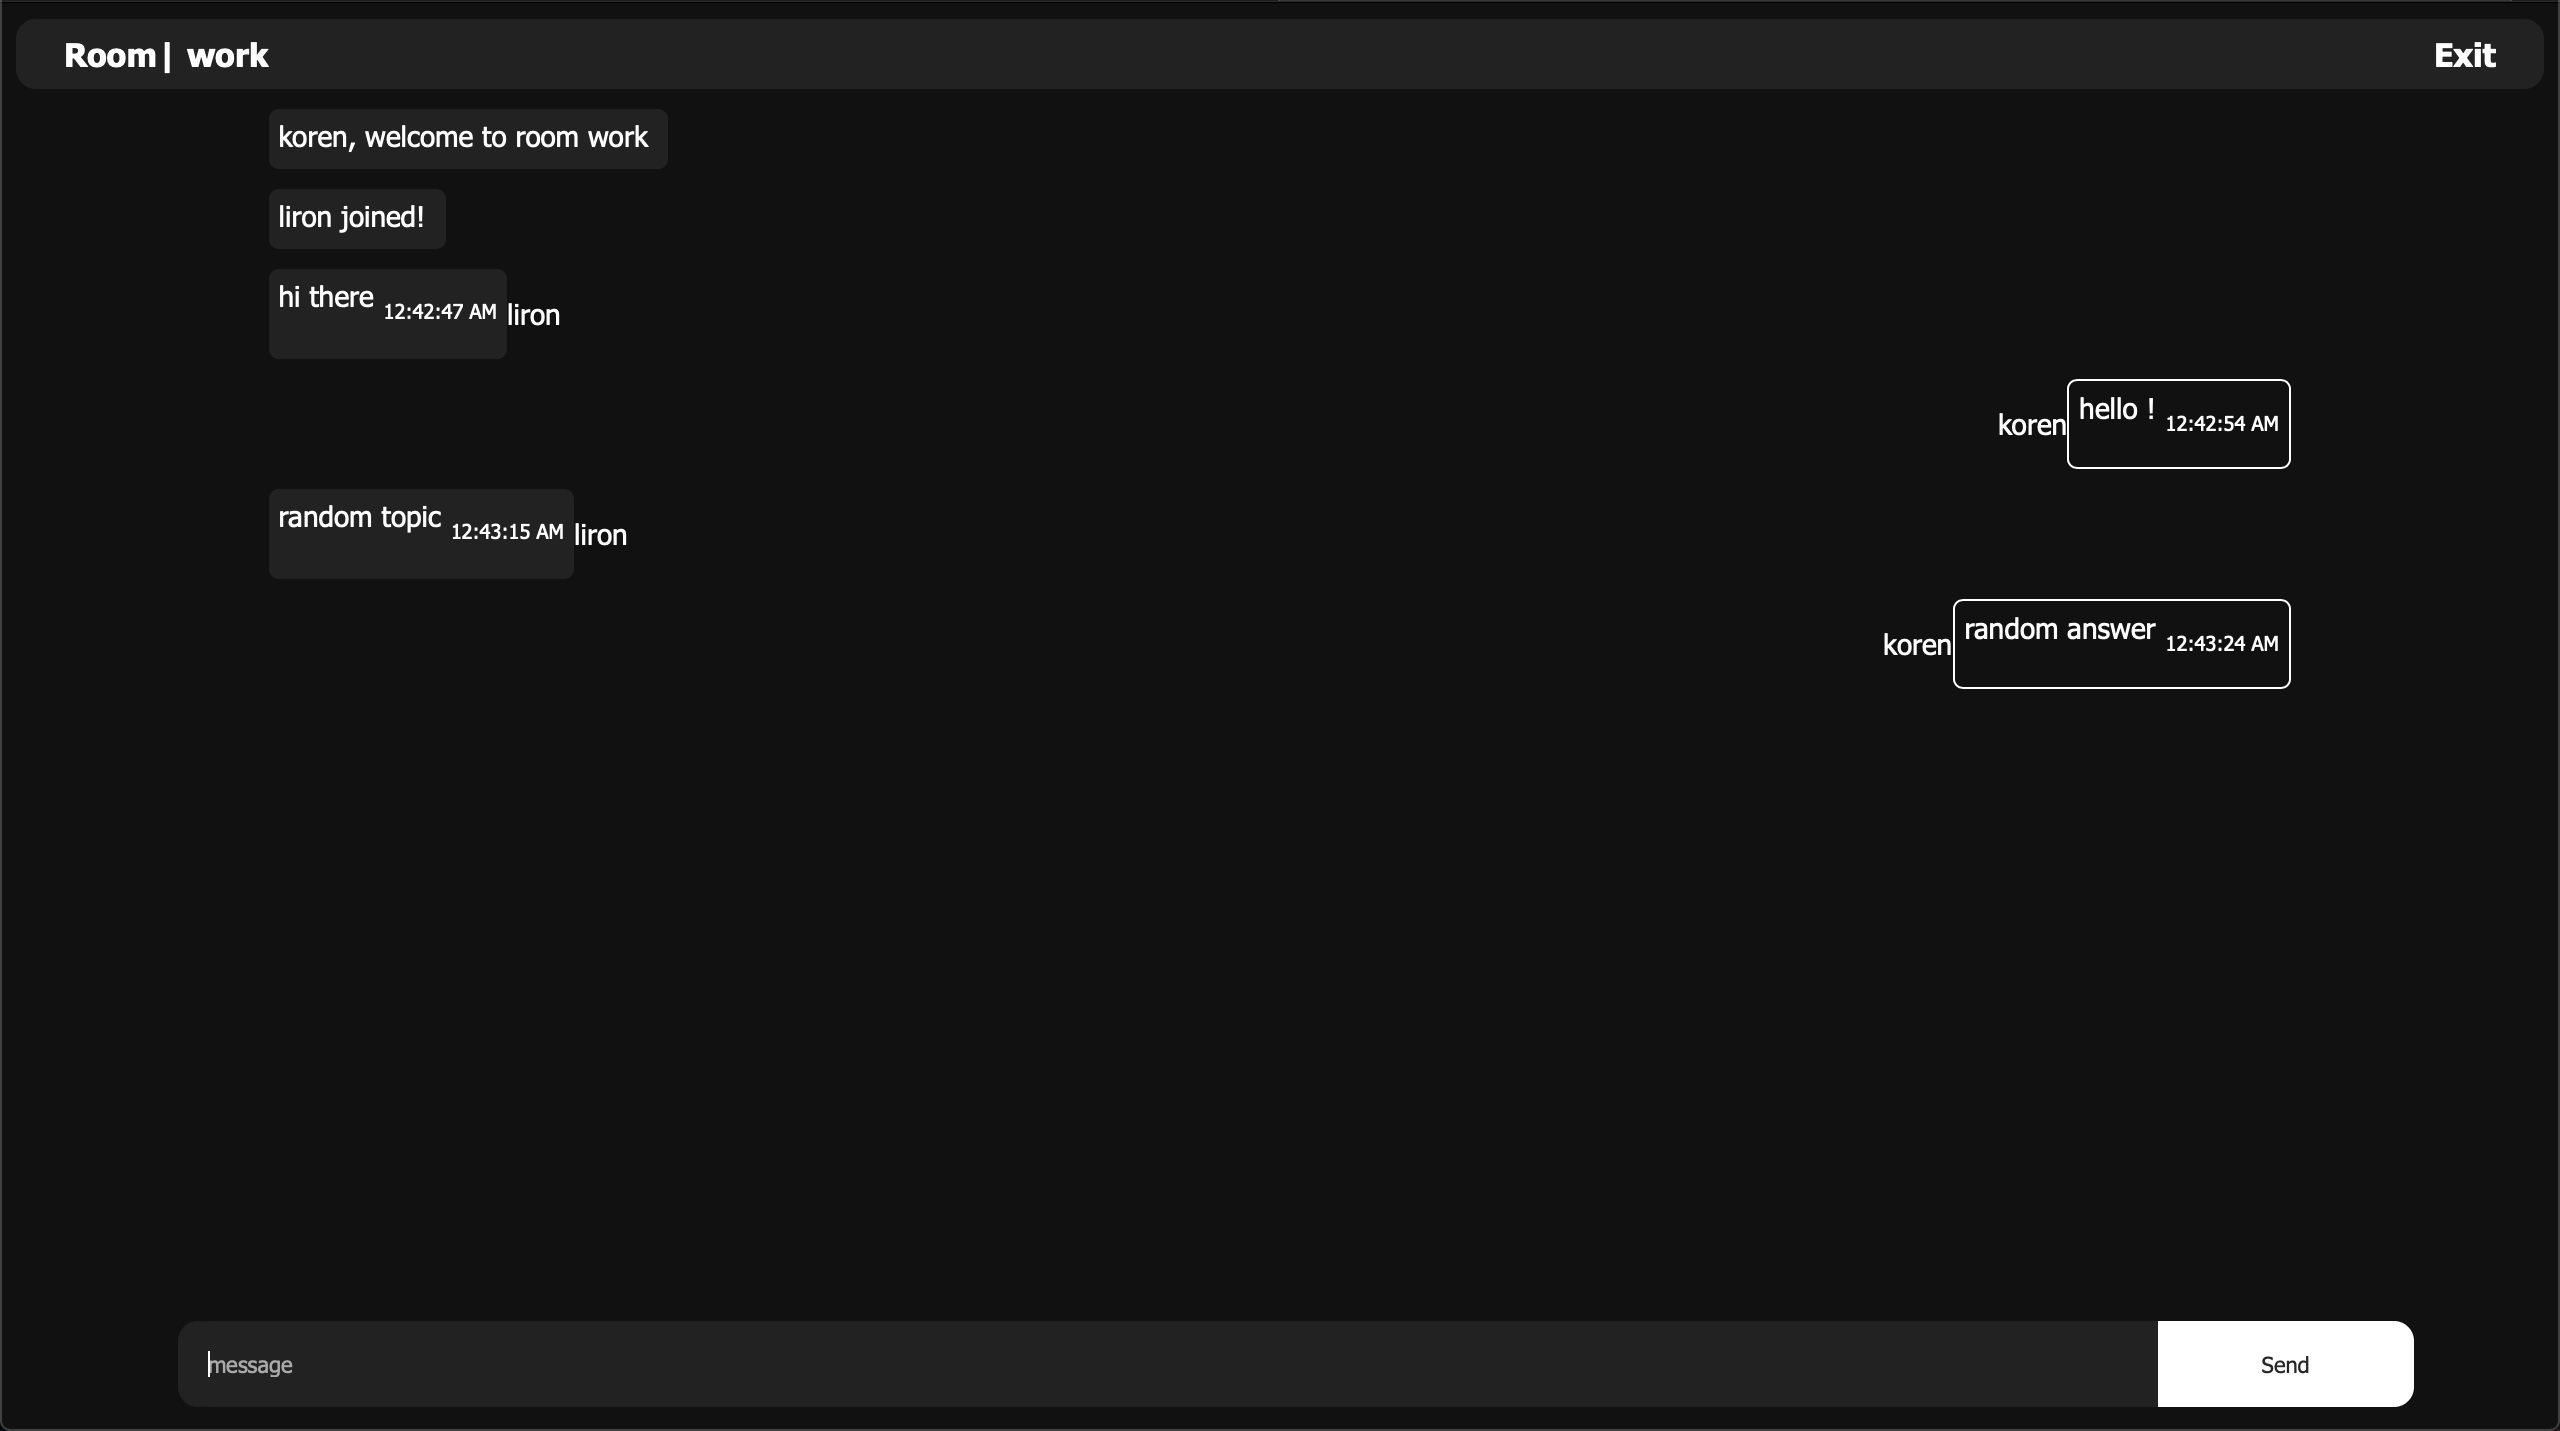 Room| work Exit
koren, welcome to room work
liron joined!
hi there 12:42:47 AM liron
koren hello ! 12:42:54 AM
random topic 12:43:15 AM liron
koren random answer 12:43:24 AM
message Send